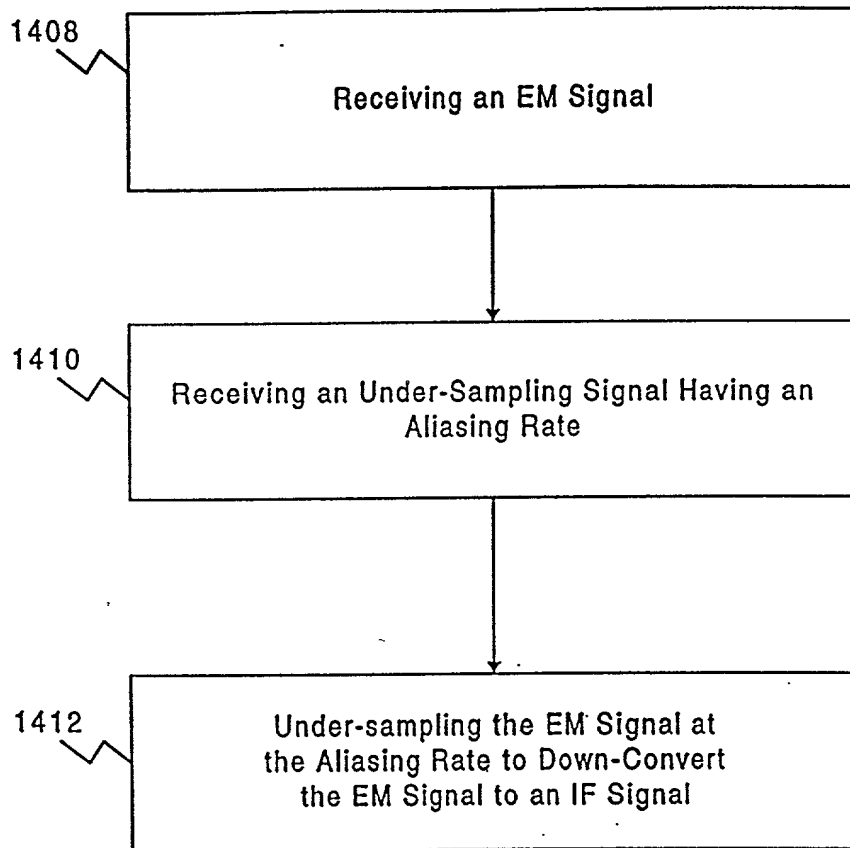 1408
Receiving an EM Signal
1410
Receiving an Under-Sampling Signal Having an
Aliasing Rate
1412
Under-sampling the EM Signal at
the Aliasing Rate to Down-Convert
the EM Signal to an IF Signal